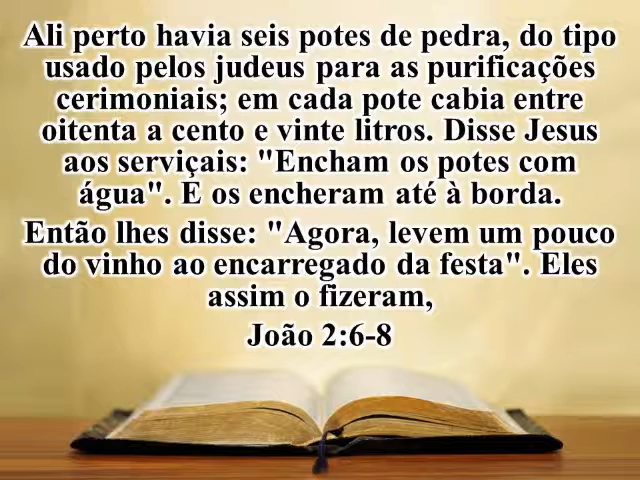 Ali perto havia seis potes de pedra, do tipo
usado pelos judeus para as purificações
cerimoniais; em cada pote cabia entre
oitenta a cento e vinte litros. Disse Jesus
aos serviçais: "Encham os potes com
água". E os encheram até à borda.
Então lhes disse: "Agora, levem um pouco
do vinho ao encarregado da festa". Eles
assim o fizeram,
João 2:6-8